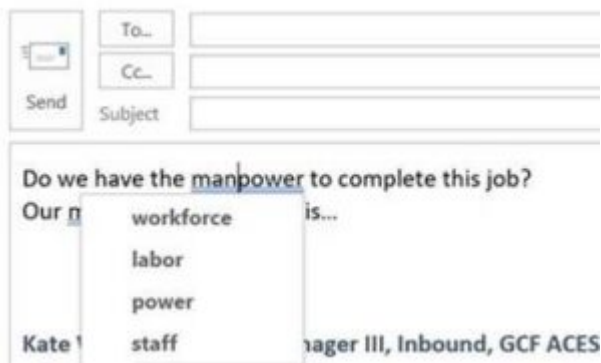 To...
Cc...
Send
Subject
Do we have the manpower to complete this job?
Our is...
workforce
labor
power
staff
Kate nager III, Inbound, GCF ACES